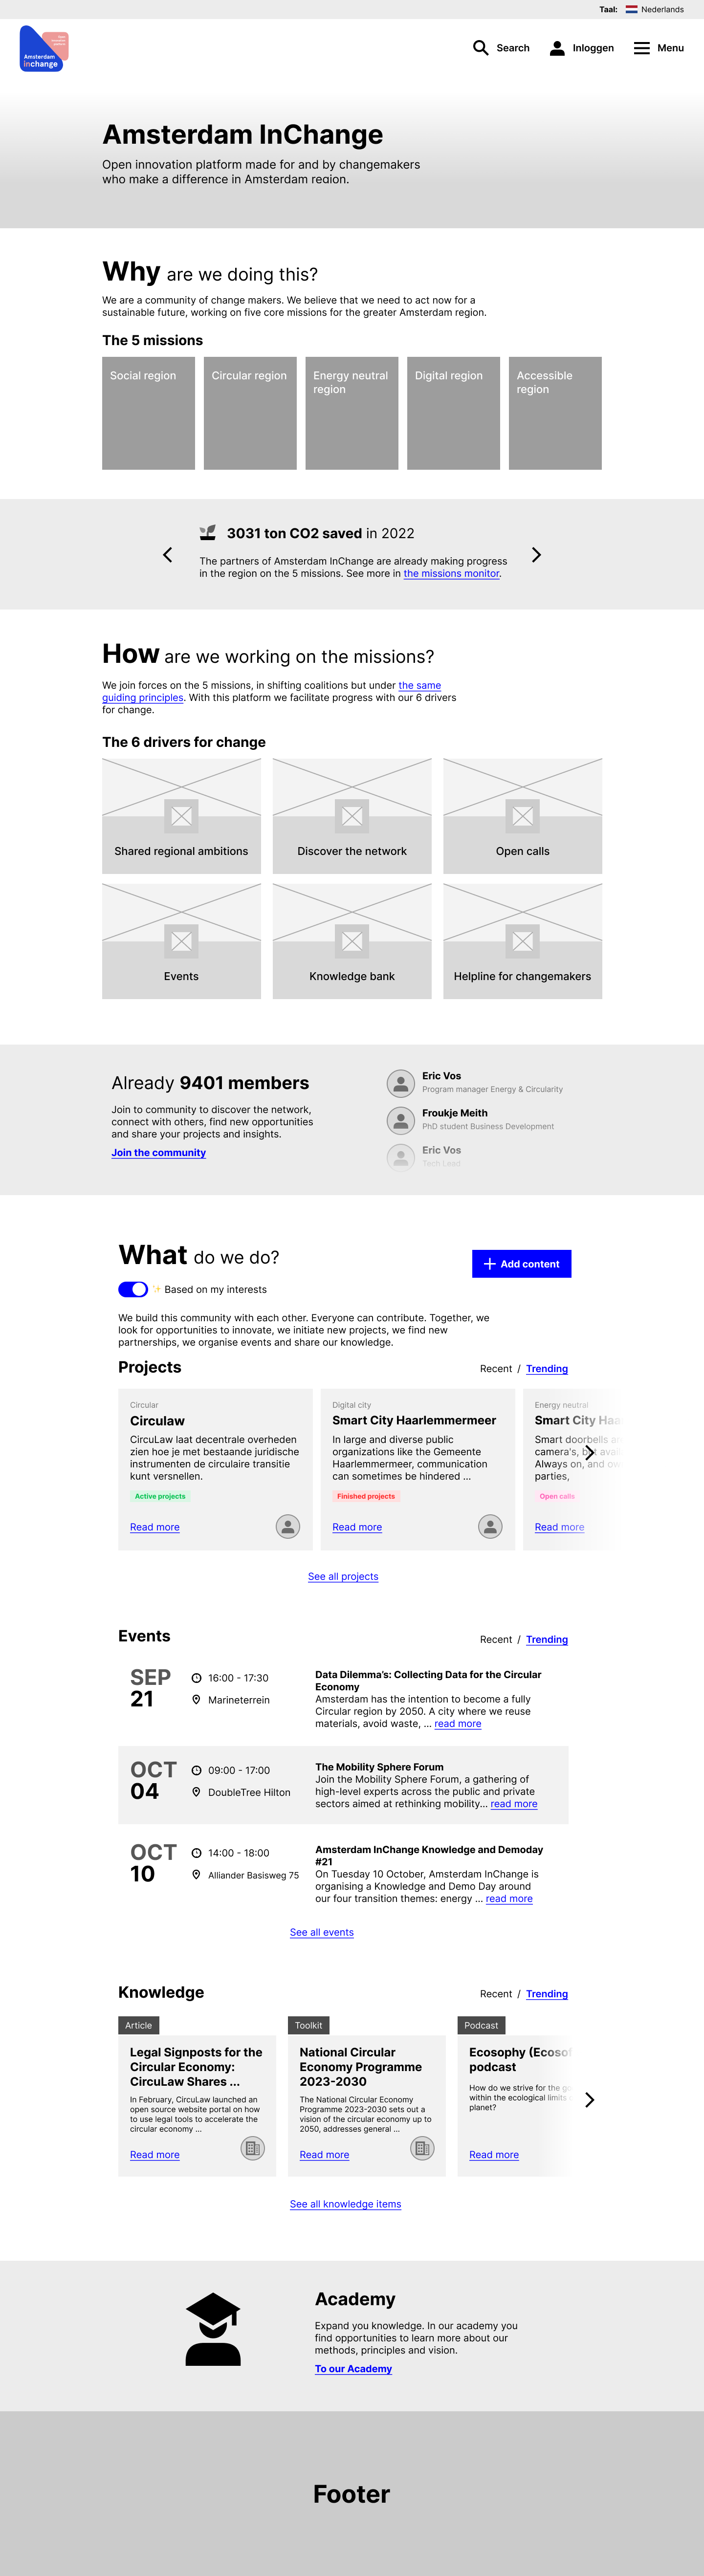 Taal: Nederlands
Amsterdam
inchange
Search
Inloggen
Menu
Amsterdam InChange
Open innovation platform made for and by changemakers
who make a difference in Amsterdam region.
Why are we doing this?
We are a community of change makers. We believe that we need to act now for a
sustainable future, working on five core missions for the greater Amsterdam region.
The 5 missions
Social region
Circular region
Energy neutral
region
Digital region
Accessible
region
3031 ton CO2 saved in 2022
The partners of Amsterdam InChange are already making progress
in the region on the 5 missions. See more in the missions monitor.
How are we working on the missions?
We join forces on the 5 missions, in shifting coalitions but under the same
guiding principles. With this platform we facilitate progress with our 6 drivers
for change.
The 6 drivers for change
Shared regional ambitions
Discover the network
Open calls
Events
Knowledge bank
Helpline for changemakers
Already 9401 members
Join to community to discover the network,
connect with others, find new opportunities
and share your projects and insights.
Join the community
Eric Vos
Program manager Energy & Circularity
Froukje Meith
PhD student Business Development
Eric Vos
Tech Lead
What do we do?
Add content
✨ Based on my interests
We build this community with each other. Everyone can contribute. Together, we
look for opportunities to innovate, we initiate new projects, we find new
partnerships, we organise events and share our knowledge.
Projects
Recent / Trending
Circular
Circulaw
CircuLaw laat decentrale overheden
zien hoe je met bestaande juridische
instrumenten de circulaire transitie
kunt versnellen.
Active projects
Read more
Digital city
Smart City Haarlemmermeer
In large and diverse public
organizations like the Gemeente
Haarlemmermeer, communication
can sometimes be hindered ...
Finished projects
Read more
Energy neutral
Smart City Haa
Smart doorbells
camera's,
Always on, and
parties,
Open calls
Read more
See all projects
Events
Recent / Trending
SEP
21
16:00 - 17:30
Marineterrein
Data Dilemma's: Collecting Data for the Circular
Economy
Amsterdam has the intention to become a fully
Circular region by 2050. A city where we reuse
materials, avoid waste, ... read more
OCT
04
09:00 - 17:00
DoubleTree Hilton
The Mobility Sphere Forum
Join the Mobility Sphere Forum, a gathering of
high-level experts across the public and private
sectors aimed at rethinking mobility... read more
OCT
10
14:00 - 18:00
Alliander Basisweg 75
Amsterdam InChange Knowledge and Demoday
#21
On Tuesday 10 October, Amsterdam InChange is
organising a Knowledge and Demo Day around
our four transition themes: energy ... read more
See all events
Knowledge
Recent / Trending
Article
Legal Signposts for the
Circular Economy:
CircuLaw Shares ...
In February, CircuLaw launched an
open source website portal on how
to use legal tools to accelerate the
circular economy ...
Read more
Toolkit
National Circular
Economy Programme
2023-2030
The National Circular Economy
Programme 2023-2030 sets out a
vision of the circular economy up to
2050, addresses general ...
Read more
Podcast
Ecosophy (Ecosof
podcast
How do we strive for the
within the ecological limits
planet?
Read more
See all knowledge items
Academy
Expand you knowledge. In our academy you
find opportunities to learn more about our
methods, principles and vision.
To our Academy
Footer